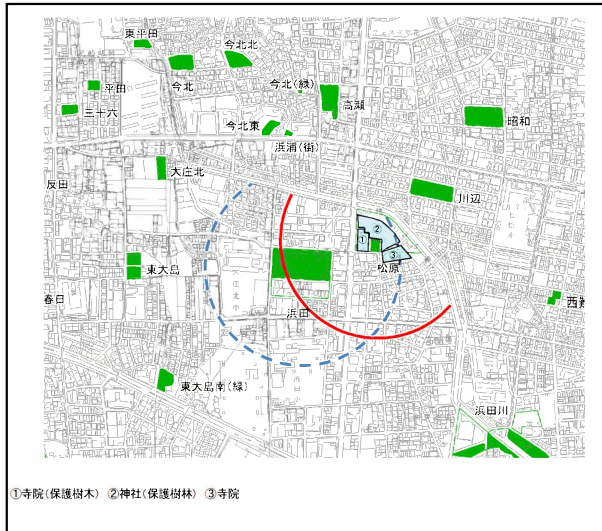 東平田
今北北
平田
今北
今北(緑)
三十六
高瀬
昭和
今北東
浜浦(街)
大庄北
反田
川辺
②
①
③
松原
東大島
春日
浜田
西難
東大島南(緑)
浜田川
①寺院(保護樹木) ②神社(保護樹林) ③寺院